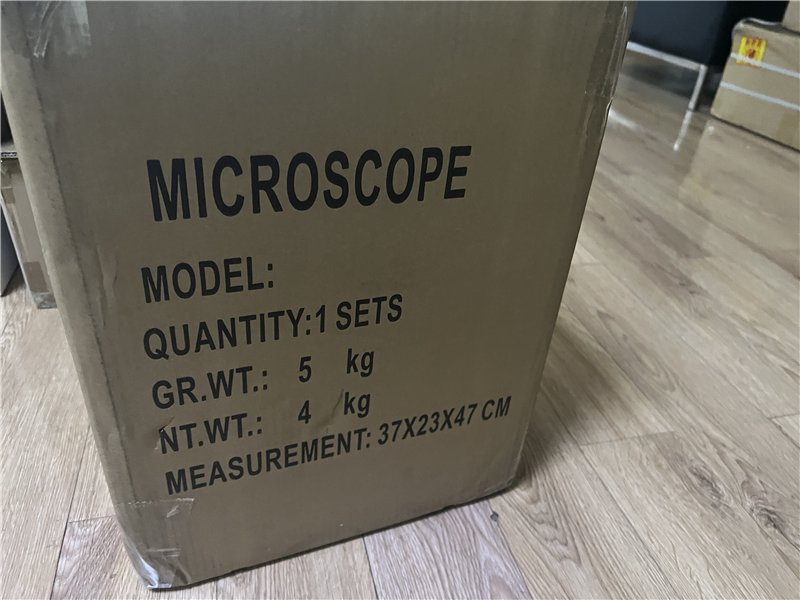 MICROSCOPE
MODEL:
QUANTITY:1 SETS
GR.WT.: 5 kg
NT.WT.: 4 kg
MEASUREMENT: 37X23X47 CM